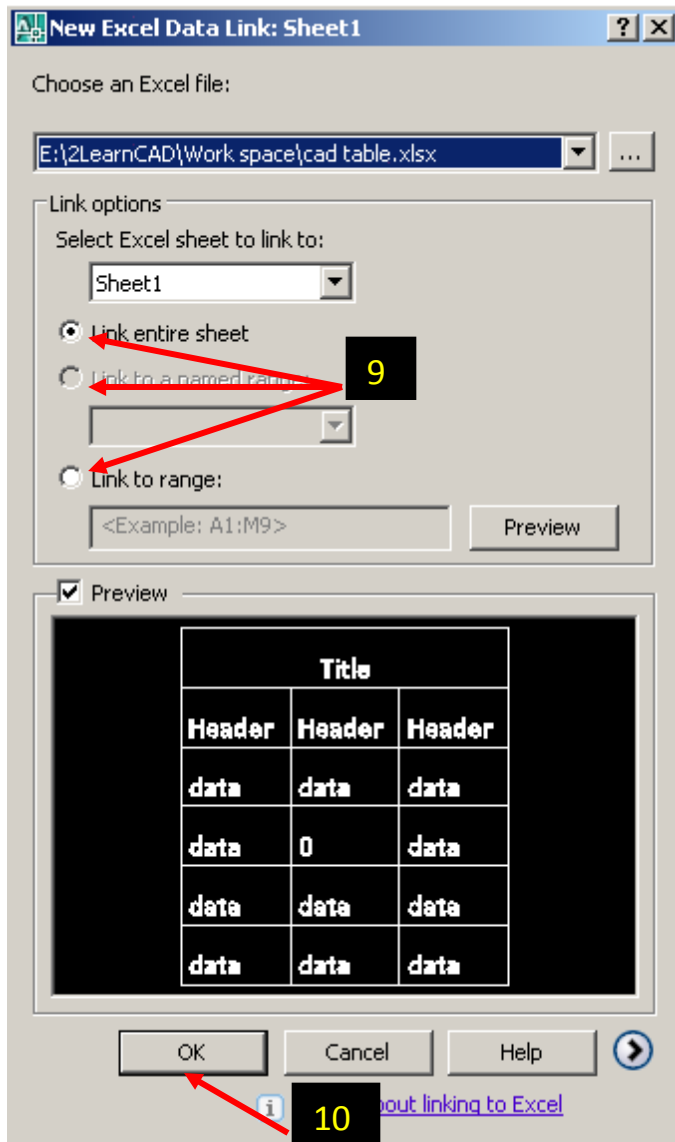 New Excel Data Link: Sheet1
Choose an Excel file:
E:\2LearnCAD\Work space\cad table.xlsx
...
Link options
Select Excel sheet to link to:
Sheet1
Link entire sheet
9
Link to a named range:
Link to range:
<Example: A1:M9>
Preview
Preview
Title
Header Header Header
data data data
data 0 data
data data data
data data data
OK Cancel Help
10
about linking to Excel